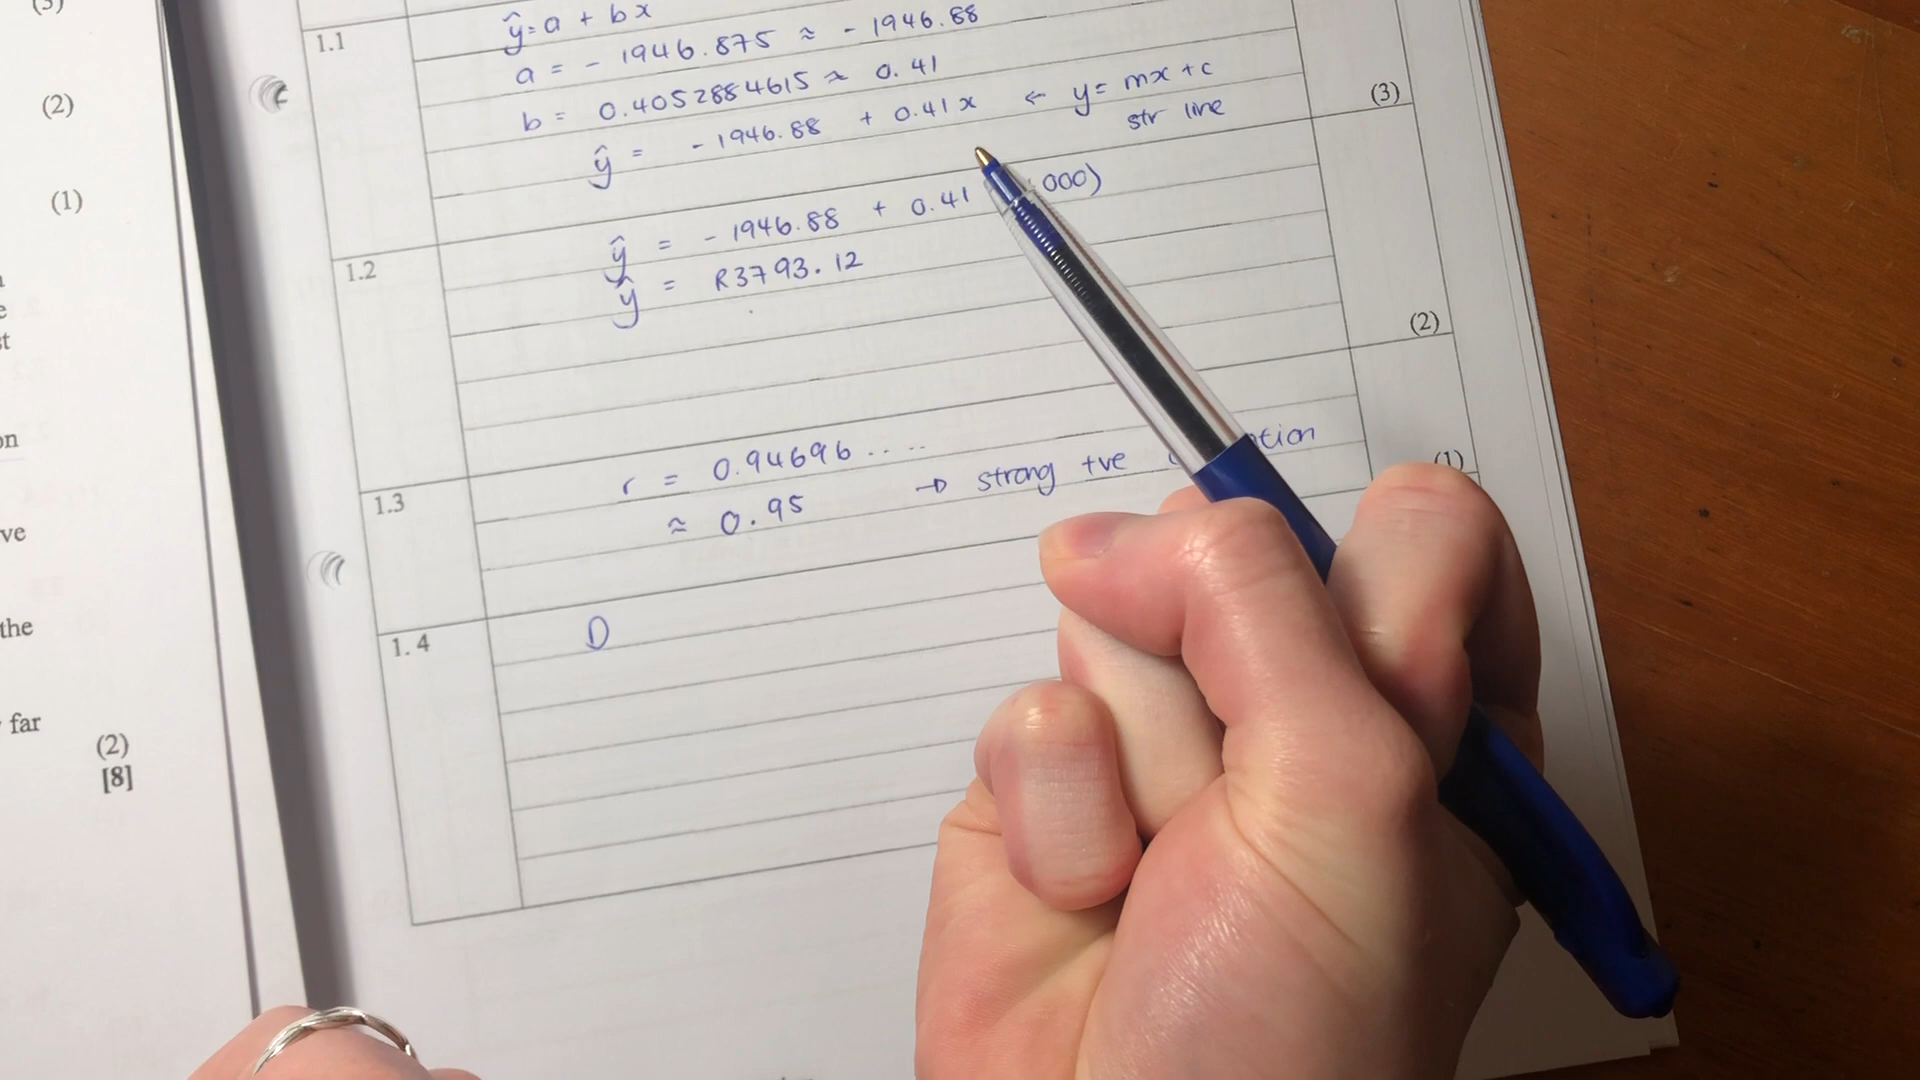 (2)
(1)
on
ve
the
far
(2)
[8]
1.1
ŷ = a + bx
a = - 1946.875 ≈ - 1946.88
b = 0.4052884615 ≈ 0.41
ŷ = - 1946.88 + 0.41x ← y = mx + c
str line
(3)
1.2
ŷ = - 1946.88 + 0.41 000)
ŷ = R3793.12
(2)
1.3
r = 0.94696....
≈ 0.95 → strong +ve tion
(1)
1.4
D